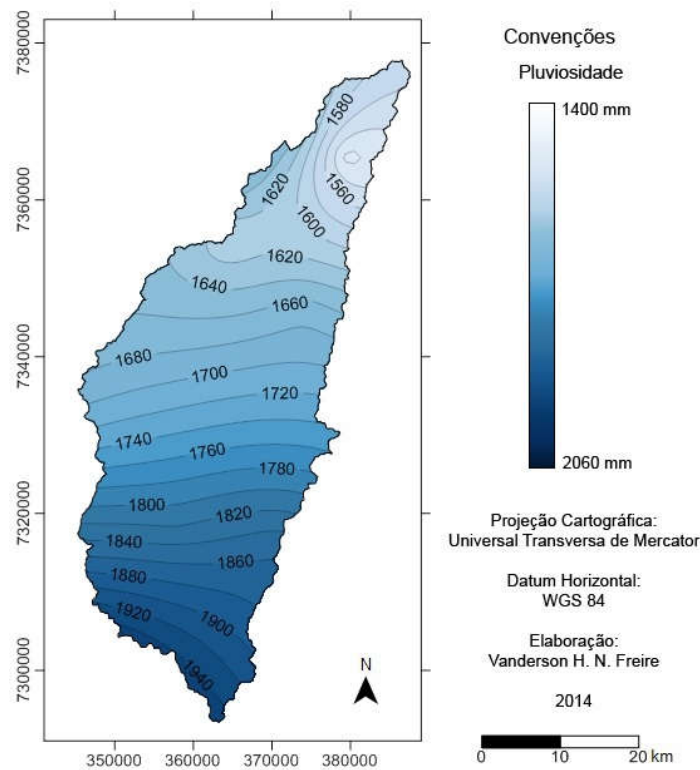 7380000
7360000
7340000
7320000
7300000
350000
360000
370000
380000
1580
1560
1620
1600
1620
1640
1660
1680
1700
1720
1740
1760
1780
1800
1820
1840
1860
1880
1900
1920
1940
N
Convenções
Pluviosidade
1400 mm
2060 mm
Projeção Cartográfica:
Universal Transversa de Mercator
Datum Horizontal:
WGS 84
Elaboração:
Vanderson H. N. Freire
2014
0 10 20 km